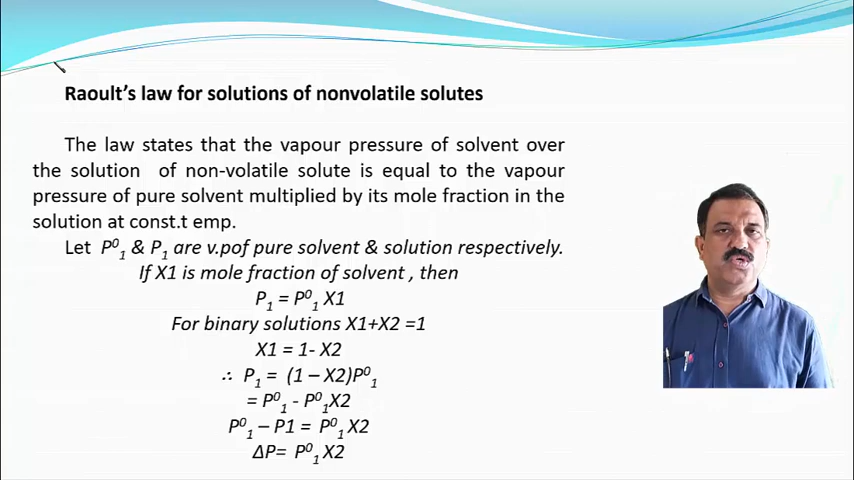 Raoult's law for solutions of nonvolatile solutes
The law states that the vapour pressure of solvent over
the solution of non-volatile solute is equal to the vapour
pressure of pure solvent multiplied by its mole fraction in the
solution at const.t emp.
Let P⁰₁ & P₁ are v.pof pure solvent & solution respectively.
If X1 is mole fraction of solvent , then
P₁ = P⁰₁ X1
For binary solutions X1+X2 =1
X1 = 1- X2
∴ P₁ = (1 – X2)P⁰₁
= P⁰₁ - P⁰₁X2
P⁰₁ – P1 = P⁰₁ X2
ΔP= P⁰₁ X2